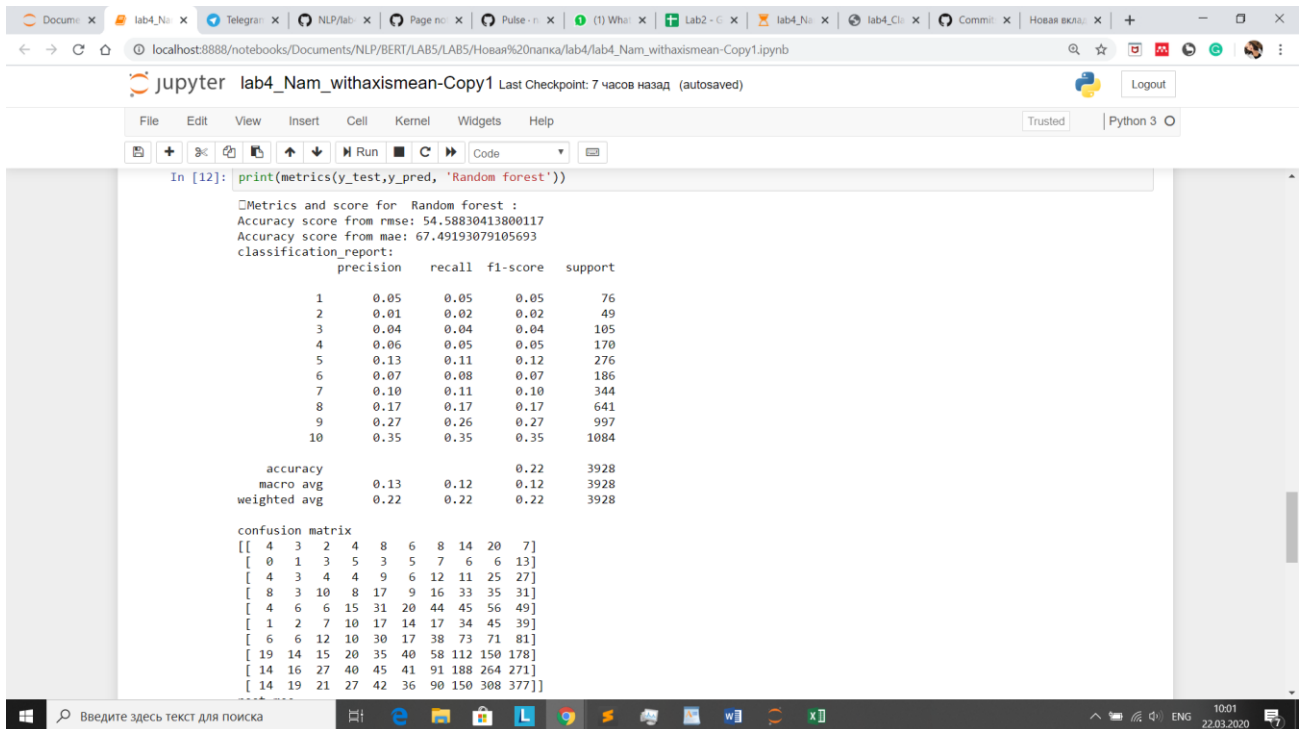 Docume
lab4_Na
Telegran
NLP/lab
Page no
Pulse · n
(1) What
Lab2 - G
lab4_Na
lab4_Cla
Commit
Новая вклад
localhost:8888/notebooks/Documents/NLP/BERT/LAB5/LAB5/Новая%20папка/lab4/lab4_Nam_withaxismean-Copy1.ipynb
jupyter lab4_Nam_withaxismean-Copy1 Last Checkpoint: 7 часов назад (autosaved)
Logout
File Edit View Insert Cell Kernel Widgets Help
Trusted Python 3
Run Code
In [12]: print(metrics(y_test,y_pred, 'Random forest'))
Metrics and score for Random forest :
Accuracy score from rmse: 54.58830413800117
Accuracy score from mae: 67.49193079105693
classification_report:
precision recall f1-score support
1 0.05 0.05 0.05 76
2 0.01 0.02 0.02 49
3 0.04 0.04 0.04 105
4 0.06 0.05 0.05 170
5 0.13 0.11 0.12 276
6 0.07 0.08 0.07 186
7 0.10 0.11 0.10 344
8 0.17 0.17 0.17 641
9 0.27 0.26 0.27 997
10 0.35 0.35 0.35 1084
accuracy 0.22 3928
macro avg 0.13 0.12 0.12 3928
weighted avg 0.22 0.22 0.22 3928
confusion matrix
[[ 4 3 2 4 8 6 8 14 20 7]
[ 0 1 3 5 3 5 7 6 6 13]
[ 4 3 4 4 9 6 12 11 25 27]
[ 8 3 10 8 17 9 16 33 35 31]
[ 4 6 6 15 31 20 44 45 56 49]
[ 1 2 7 10 17 14 17 34 45 39]
[ 6 6 12 10 30 17 38 73 71 81]
[ 19 14 15 20 35 40 58 112 150 178]
[ 14 16 27 40 45 41 91 188 264 271]
[ 14 19 21 27 42 36 90 150 308 377]]
Введите здесь текст для поиска
ENG
10:01
22.03.2020